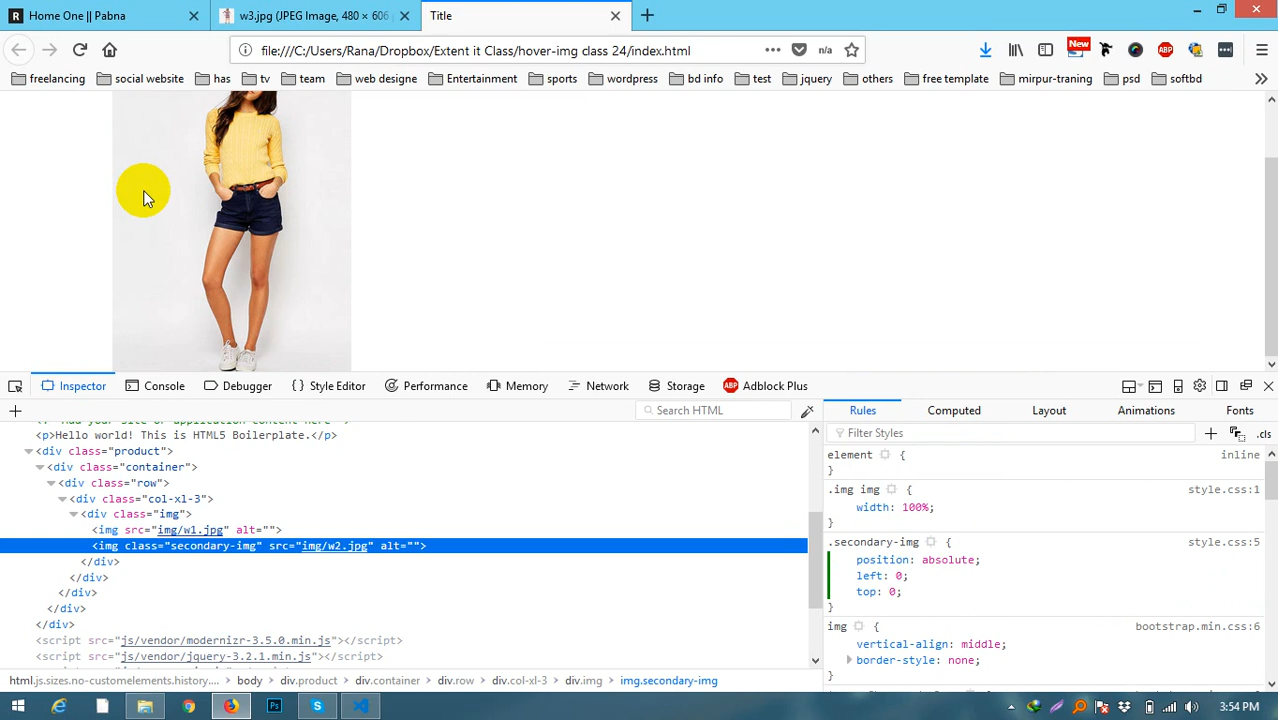 Home One || Pabna
w3.jpg (JPEG Image, 480 × 606 p
Title
file:///C:/Users/Rana/Dropbox/Extent it Class/hover-img class 24/index.html
n/a
New
ABP
freelancing
social website
has
tv
team
web designe
Entertainment
sports
wordpress
bd info
test
jquery
others
free template
mirpur-traning
psd
softbd
Inspector
Console
Debugger
{ } Style Editor
Performance
Memory
Network
Storage
ABP Adblock Plus
Search HTML
Rules
Computed
Layout
Animations
Fonts
Filter Styles
.cls
<p>Hello world! This is HTML5 Boilerplate.</p>
<div class="product">
<div class="container">
<div class="row">
<div class="col-xl-3">
<div class="img">
<img src="img/w1.jpg" alt="">
<img class="secondary-img" src="img/w2.jpg" alt="">
</div>
</div>
</div>
</div>
</div>
<script src="js/vendor/modernizr-3.5.0.min.js"></script>
<script src="js/vendor/jquery-3.2.1.min.js"></script>
element { inline
}
.img img { style.css:1
width: 100%;
}
.secondary-img { style.css:5
position: absolute;
left: 0;
top: 0;
}
img { bootstrap.min.css:6
vertical-align: middle;
border-style: none;
}
html.js.sizes.no-customelements.history....
body
div.product
div.container
div.row
div.col-xl-3
div.img
img.secondary-img
3:54 PM